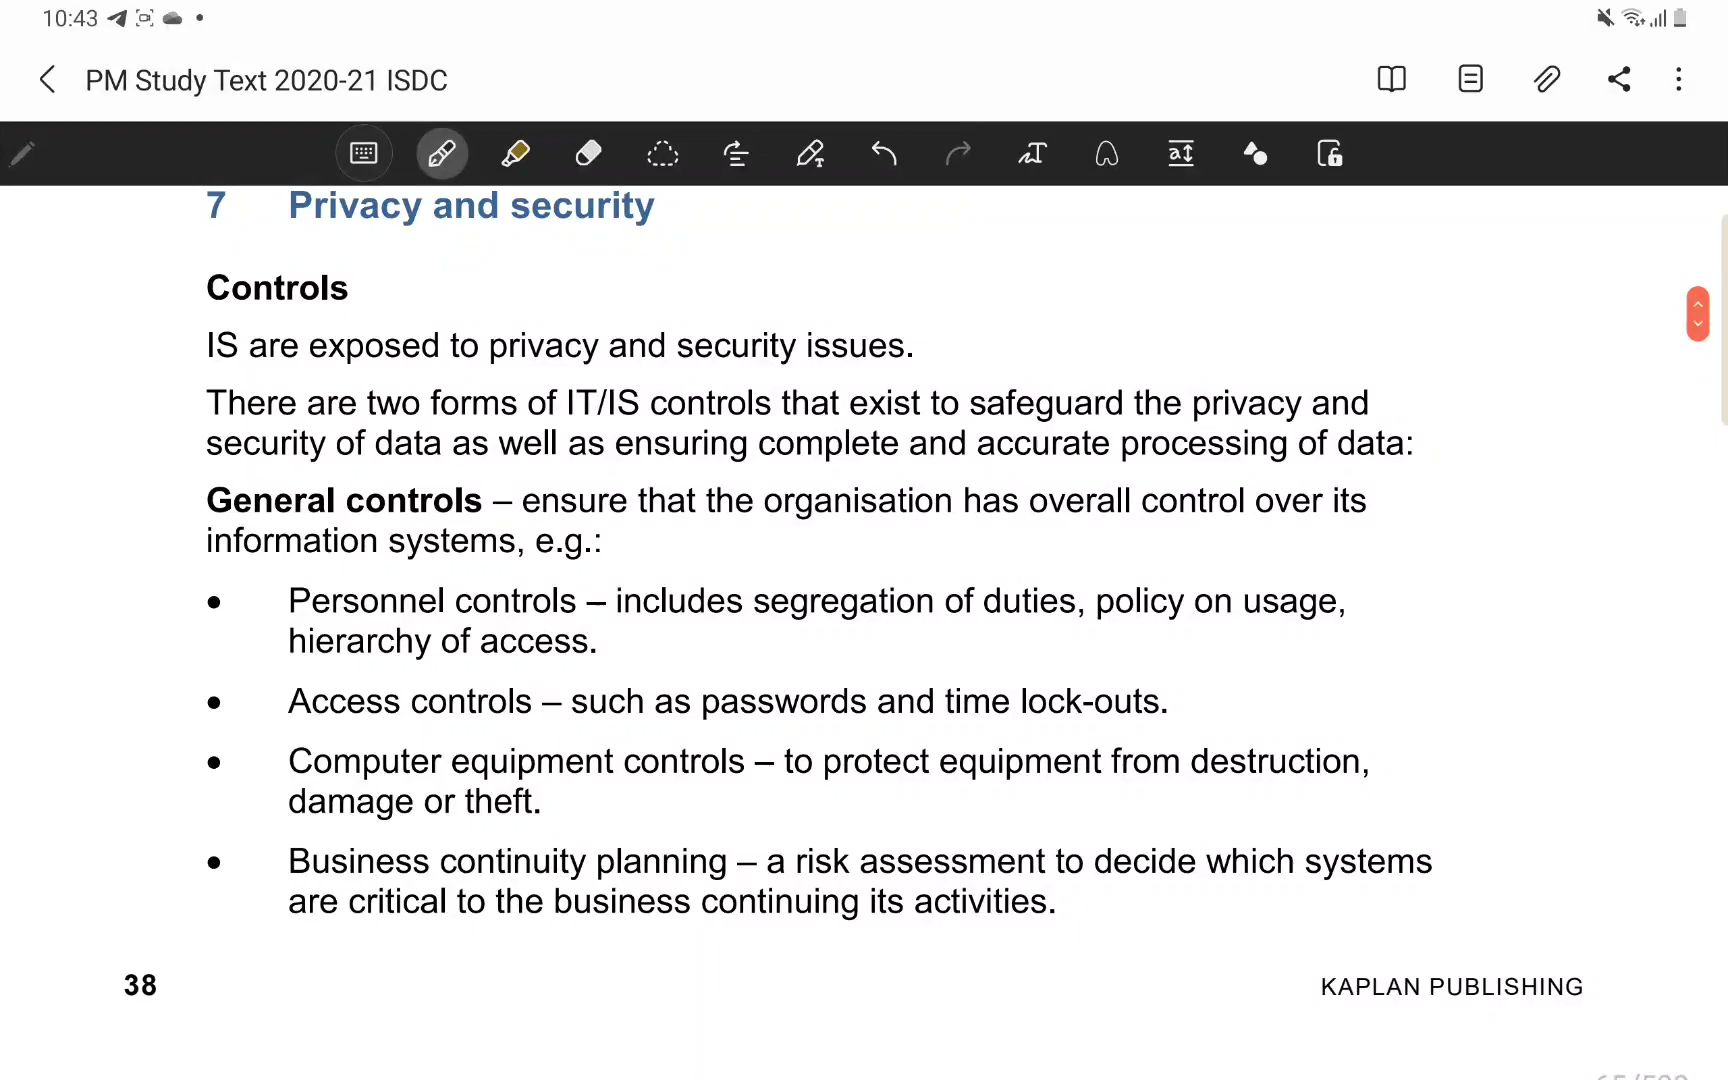 10:43
PM Study Text 2020-21 ISDC
7 Privacy and security
Controls
IS are exposed to privacy and security issues.
There are two forms of IT/IS controls that exist to safeguard the privacy and
security of data as well as ensuring complete and accurate processing of data:
General controls – ensure that the organisation has overall control over its
information systems, e.g.:
• Personnel controls – includes segregation of duties, policy on usage,
hierarchy of access.
• Access controls – such as passwords and time lock-outs.
• Computer equipment controls – to protect equipment from destruction,
damage or theft.
• Business continuity planning – a risk assessment to decide which systems
are critical to the business continuing its activities.
38 KAPLAN PUBLISHING